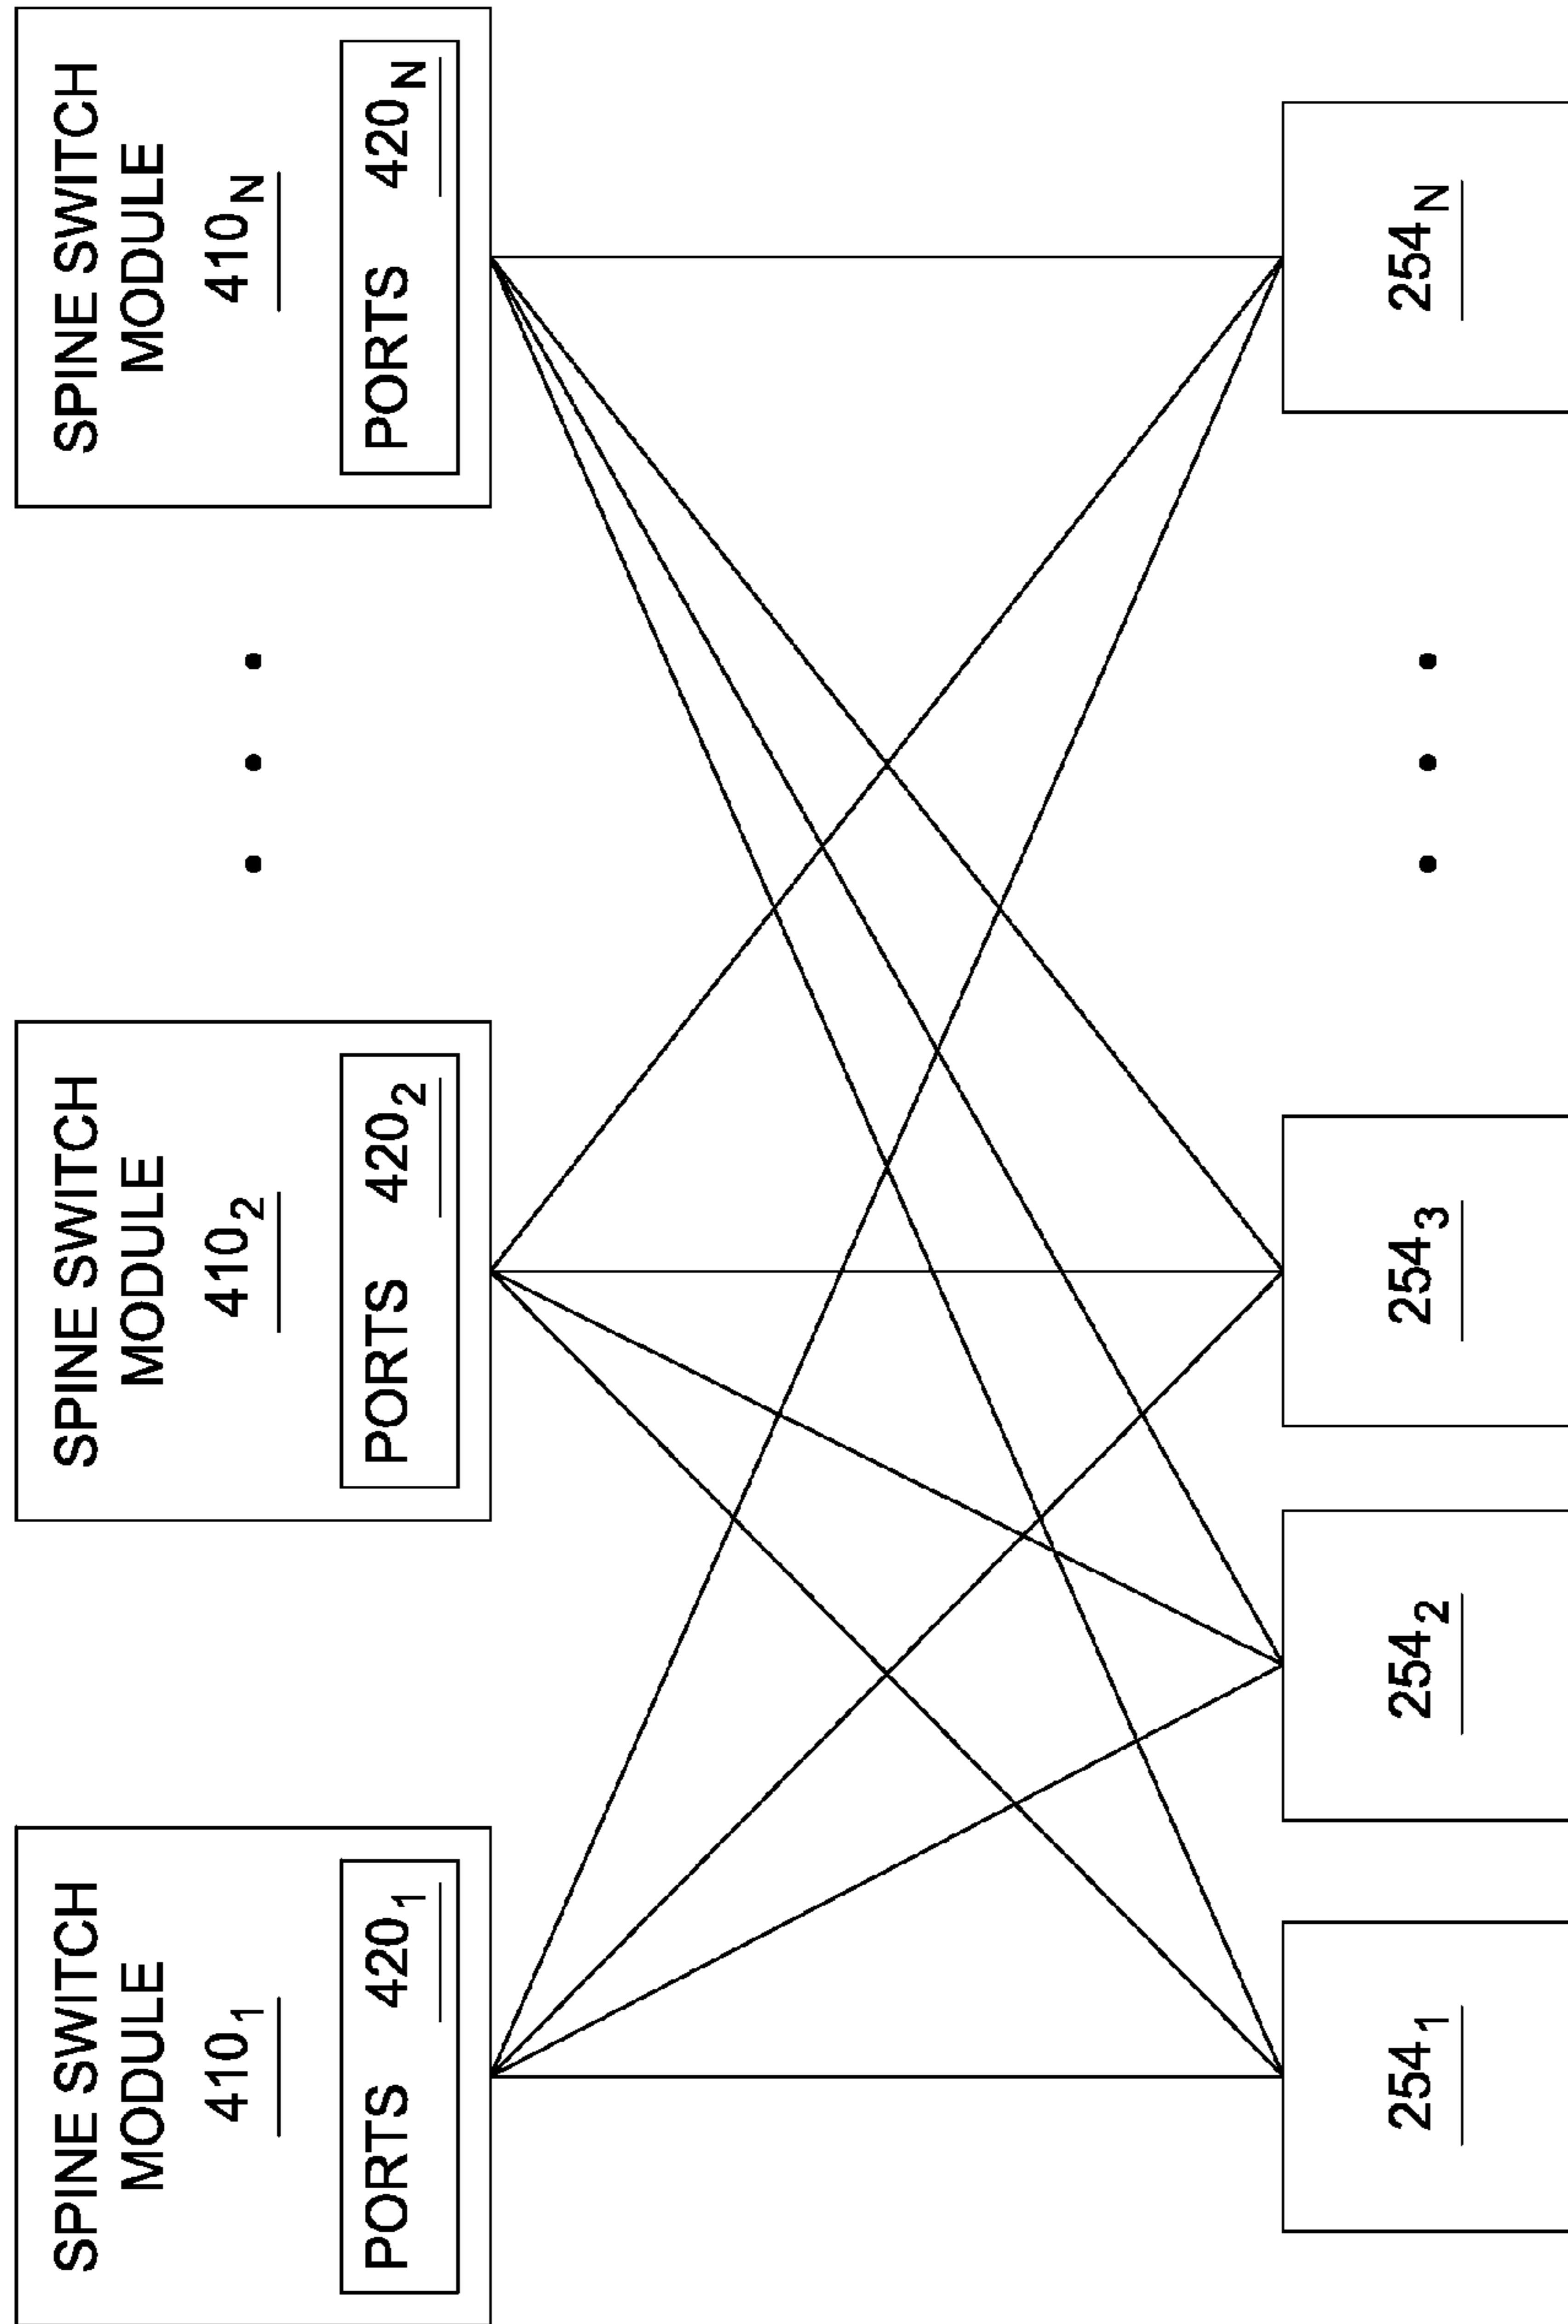 SPINE SWITCH
MODULE
410₁
PORTS 420₁
SPINE SWITCH
MODULE
410₂
PORTS 420₂
• • •
SPINE SWITCH
MODULE
410N
PORTS 420N
254₁
254₂
254₃
• • •
254N